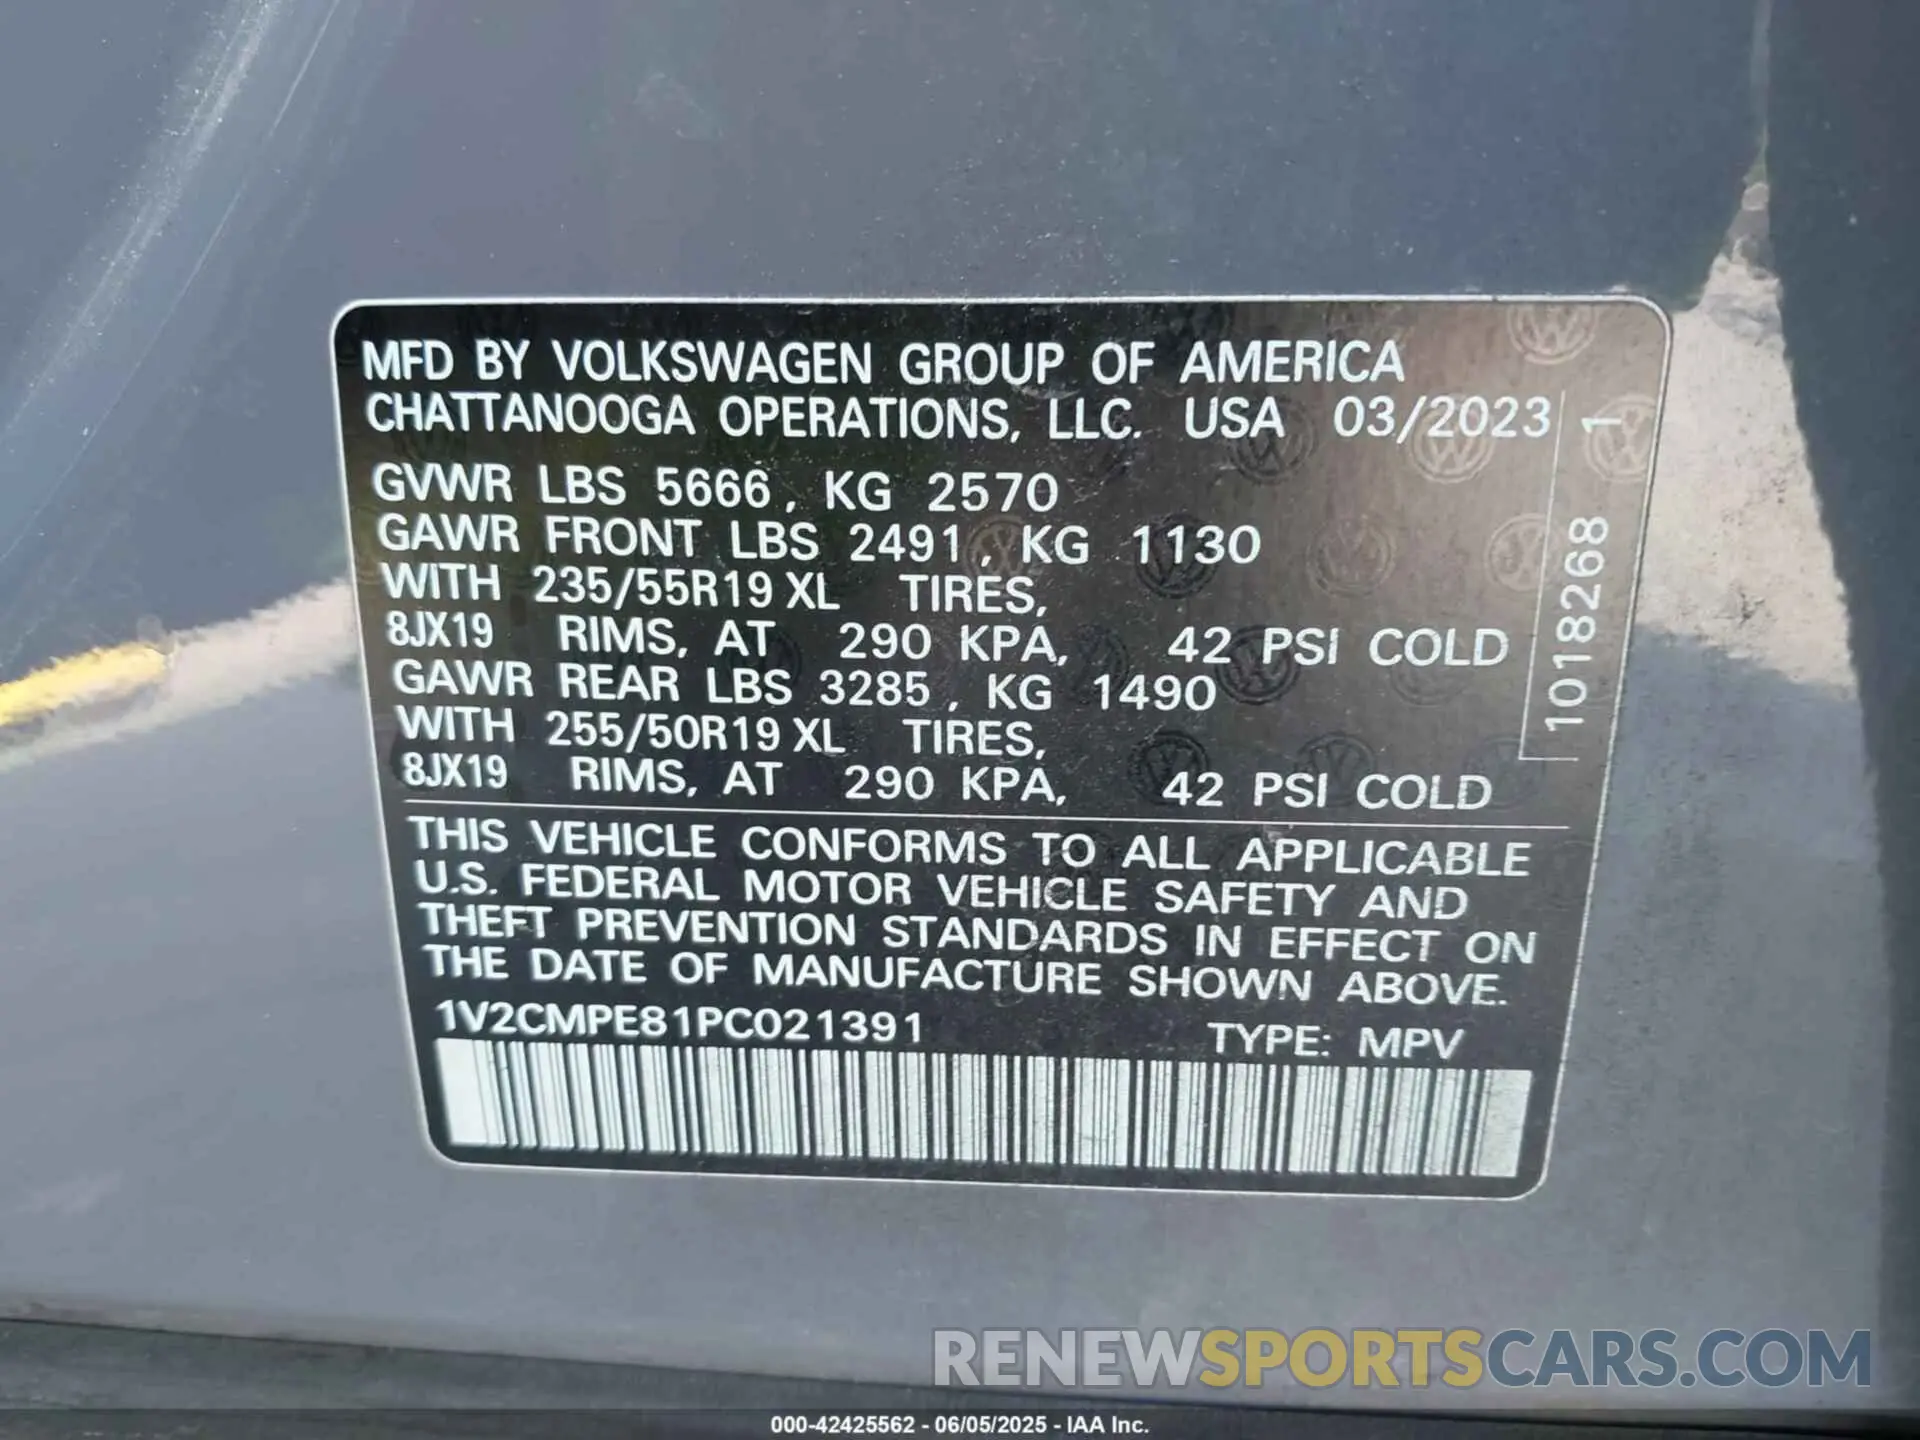 MFD BY VOLKSWAGEN GROUP OF AMERICA
CHATTANOOGA OPERATIONS, LLC. USA 03/2023
GVWR LBS 5666, KG 2570
GAWR FRONT LBS 2491, KG 1130
WITH 235/55R19 XL TIRES,
8JX19 RIMS, AT 290 KPA, 42 PSI COLD
GAWR REAR LBS 3285, KG 1490
WITH 255/50R19 XL TIRES,
8JX19 RIMS, AT 290 KPA, 42 PSI COLD
1018268 1
THIS VEHICLE CONFORMS TO ALL APPLICABLE
U.S. FEDERAL MOTOR VEHICLE SAFETY AND
THEFT PREVENTION STANDARDS IN EFFECT ON
THE DATE OF MANUFACTURE SHOWN ABOVE.
1V2CMPE81PC021391 TYPE: MPV
RENEWSPORTSCARS.COM
000-42425562 - 06/05/2025 - IAA Inc.